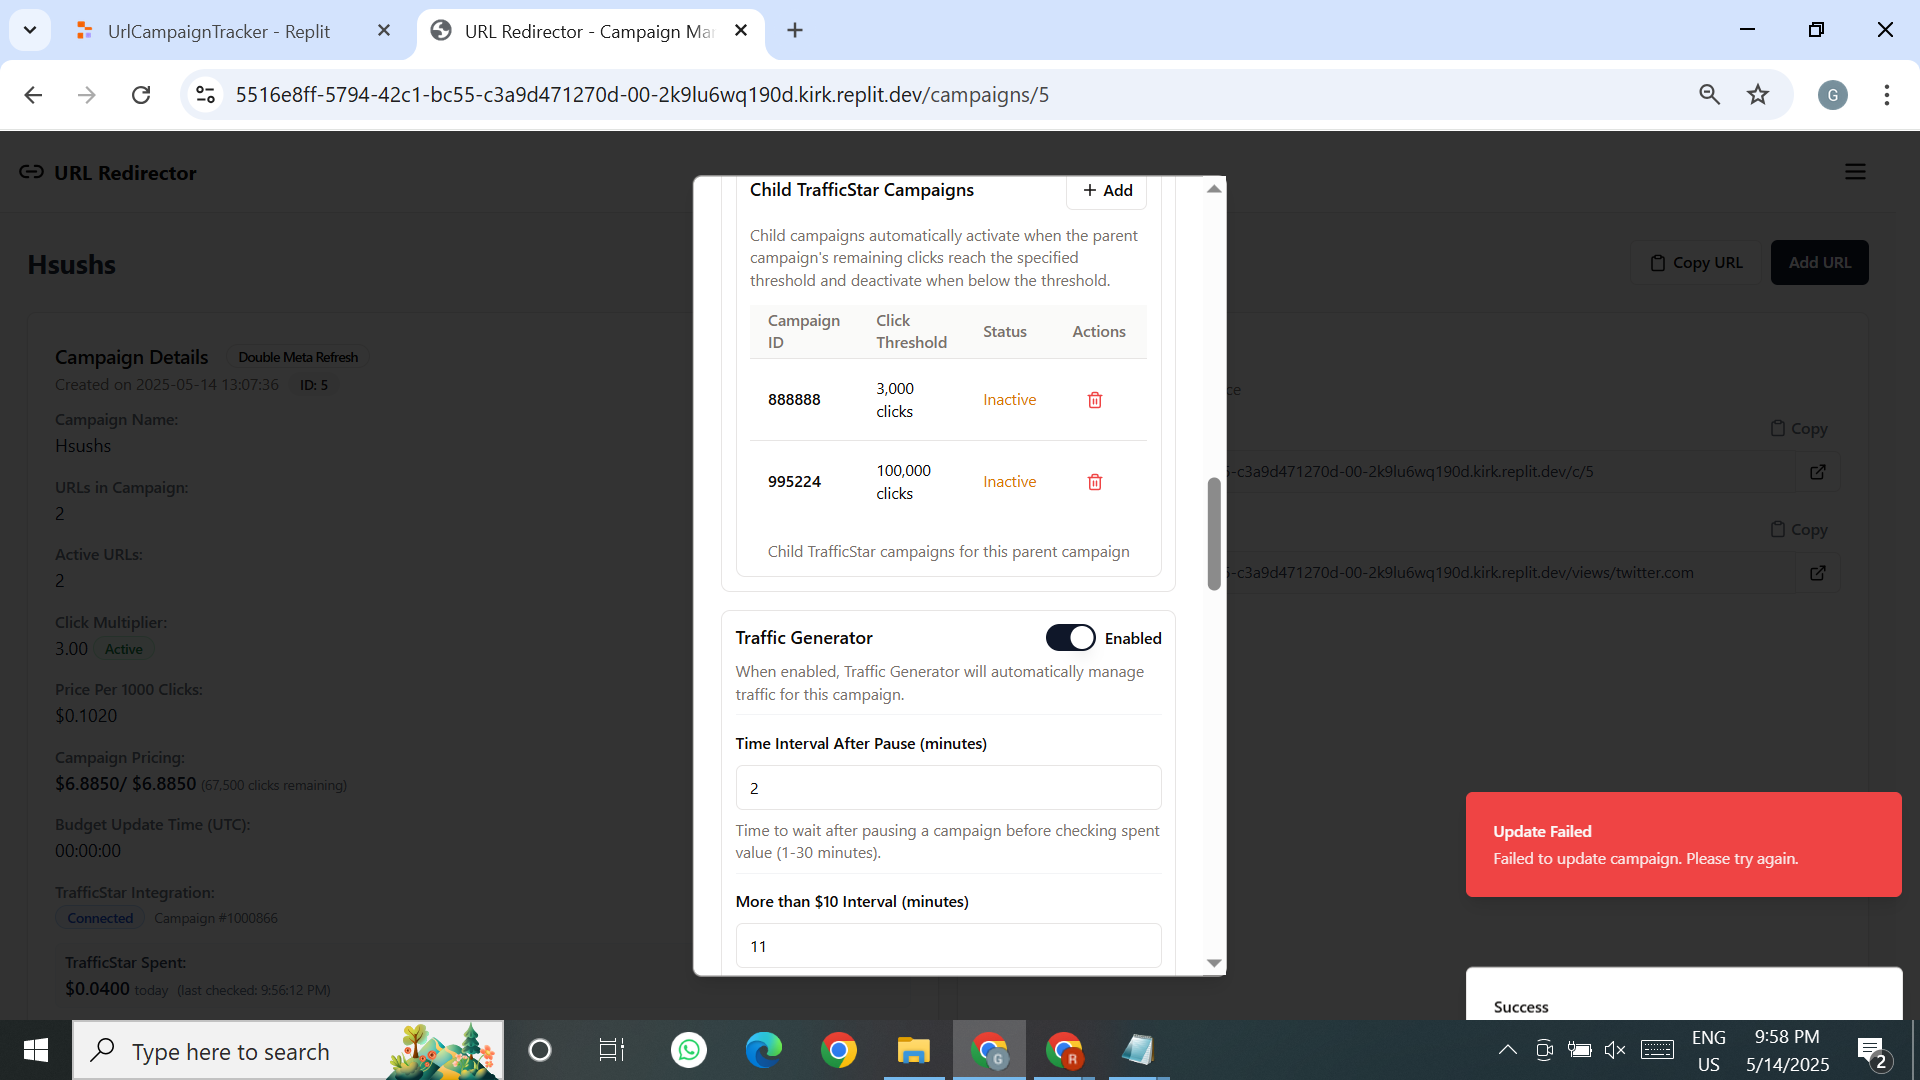 UrlCampaignTracker - Replit
URL Redirector - Campaign Ma
5516e8ff-5794-42c1-bc55-c3a9d471270d-00-2k9lu6wq190d.kirk.replit.dev/campaigns/5
G
URL Redirector
Hsushs
Copy URL
Add URL
Campaign Details
Double Meta Refresh
Created on 2025-05-14 13:07:36
ID: 5
Campaign Name:
Hsushs
URLs in Campaign:
2
Active URLs:
2
Click Multiplier:
3.00
Active
Price Per 1000 Clicks:
$0.1020
Campaign Pricing:
$6.8850/ $6.8850 (67,500 clicks remaining)
Budget Update Time (UTC):
00:00:00
TrafficStar Integration:
Connected
Campaign #1000866
TrafficStar Spent:
$0.0400 today (last checked: 9:56:12 PM)
Child TrafficStar Campaigns
+ Add
Child campaigns automatically activate when the parent
campaign's remaining clicks reach the specified
threshold and deactivate when below the threshold.
Campaign ID
Click Threshold
Status
Actions
888888
3,000 clicks
Inactive
995224
100,000 clicks
Inactive
Child TrafficStar campaigns for this parent campaign
Traffic Generator
Enabled
When enabled, Traffic Generator will automatically manage
traffic for this campaign.
Time Interval After Pause (minutes)
2
Time to wait after pausing a campaign before checking spent
value (1-30 minutes).
More than $10 Interval (minutes)
11
ce
Copy
5-c3a9d471270d-00-2k9lu6wq190d.kirk.replit.dev/c/5
Copy
5-c3a9d471270d-00-2k9lu6wq190d.kirk.replit.dev/views/twitter.com
Update Failed
Failed to update campaign. Please try again.
Success
Type here to search
G
R
ENG
US
9:58 PM
5/14/2025
2